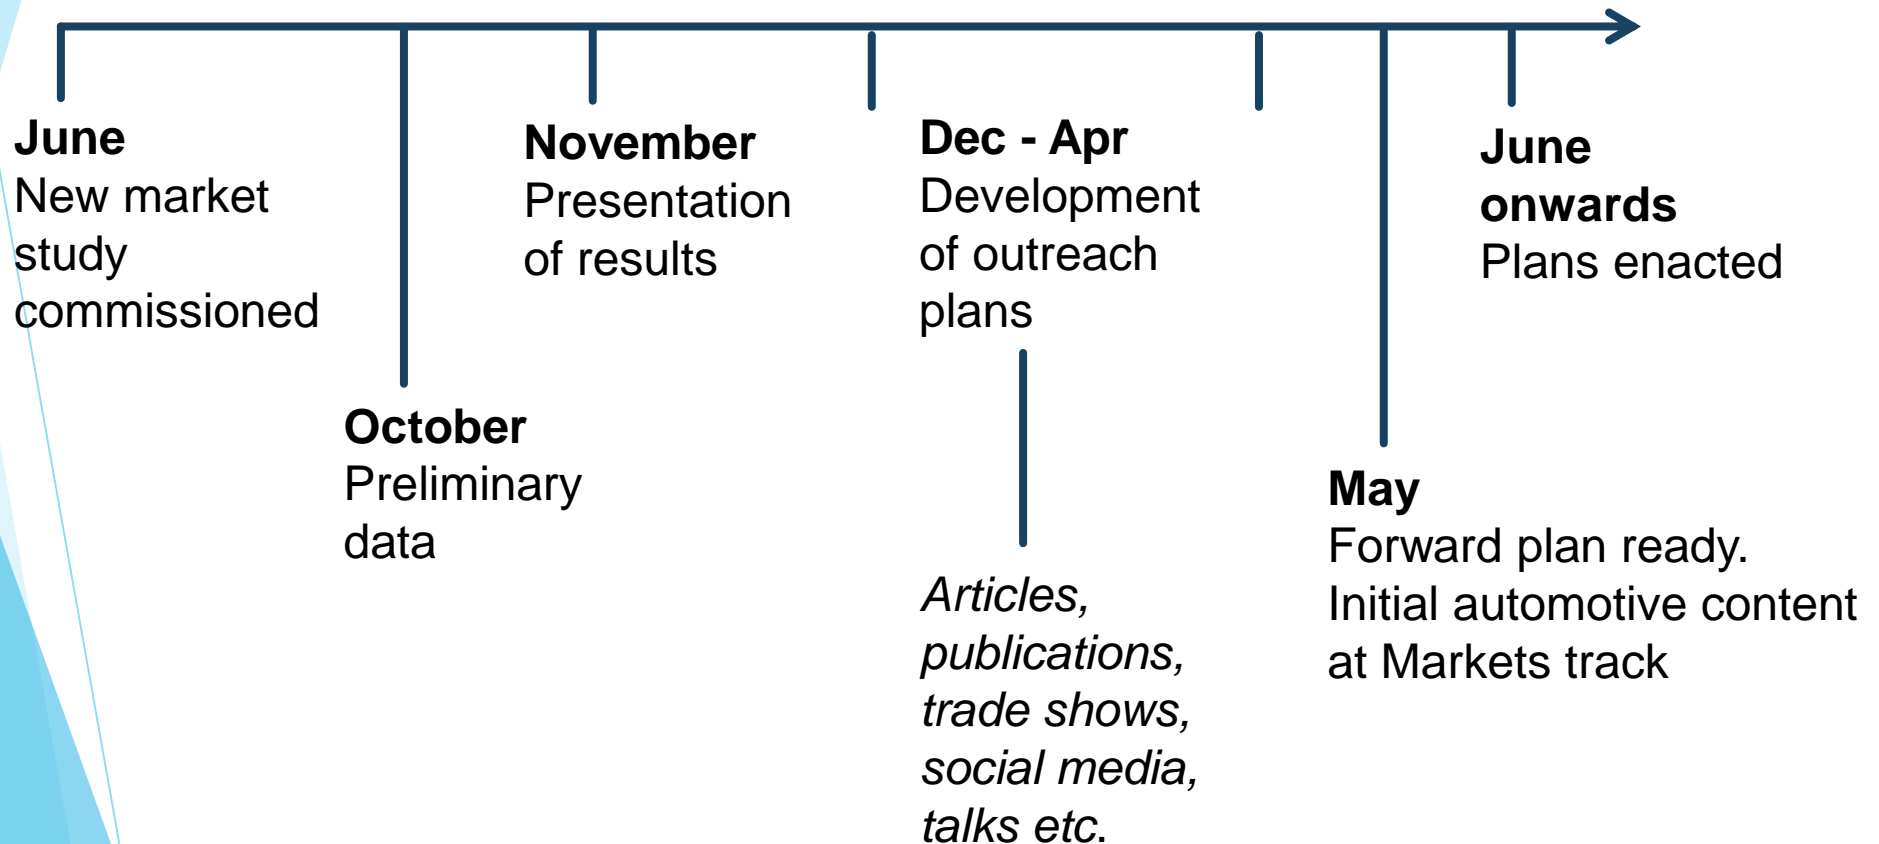 June
New market
study
commissioned
October
Preliminary
data
November
Presentation
of results
Dec - Apr
Development
of outreach
plans
Articles,
publications,
trade shows,
social media,
talks etc.
May
Forward plan ready.
Initial automotive content
at Markets track
June
onwards
Plans enacted